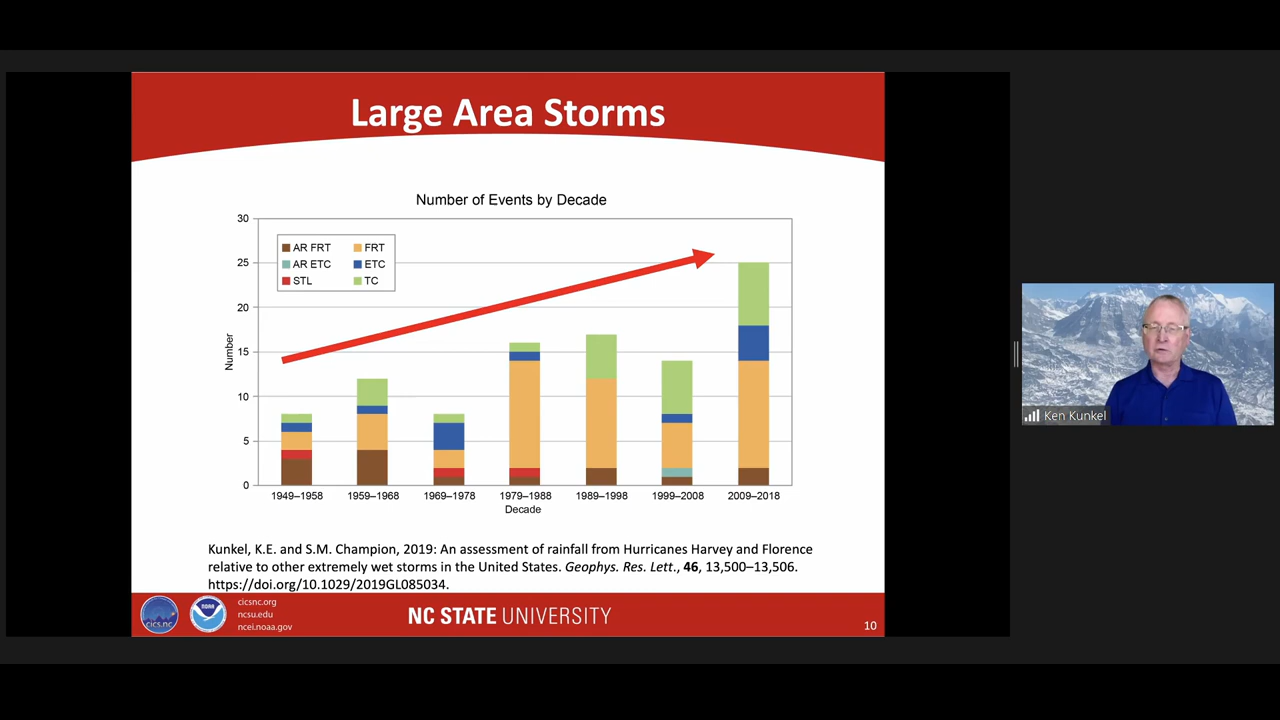 Large Area Storms
Number of Events by Decade
30
25
20
15
10
5
0
Number
AR FRT
FRT
AR ETC
ETC
STL
TC
1949–1958
1959–1968
1969–1978
1979–1988
1989–1998
1999–2008
2009–2018
Decade
Kunkel, K.E. and S.M. Champion, 2019: An assessment of rainfall from Hurricanes Harvey and Florence
relative to other extremely wet storms in the United States. Geophys. Res. Lett., 46, 13,500–13,506.
https://doi.org/10.1029/2019GL085034.
cics.nc
NOAA
cicsnc.org
ncsu.edu
ncei.noaa.gov
NC STATE UNIVERSITY
10
Ken Kunkel